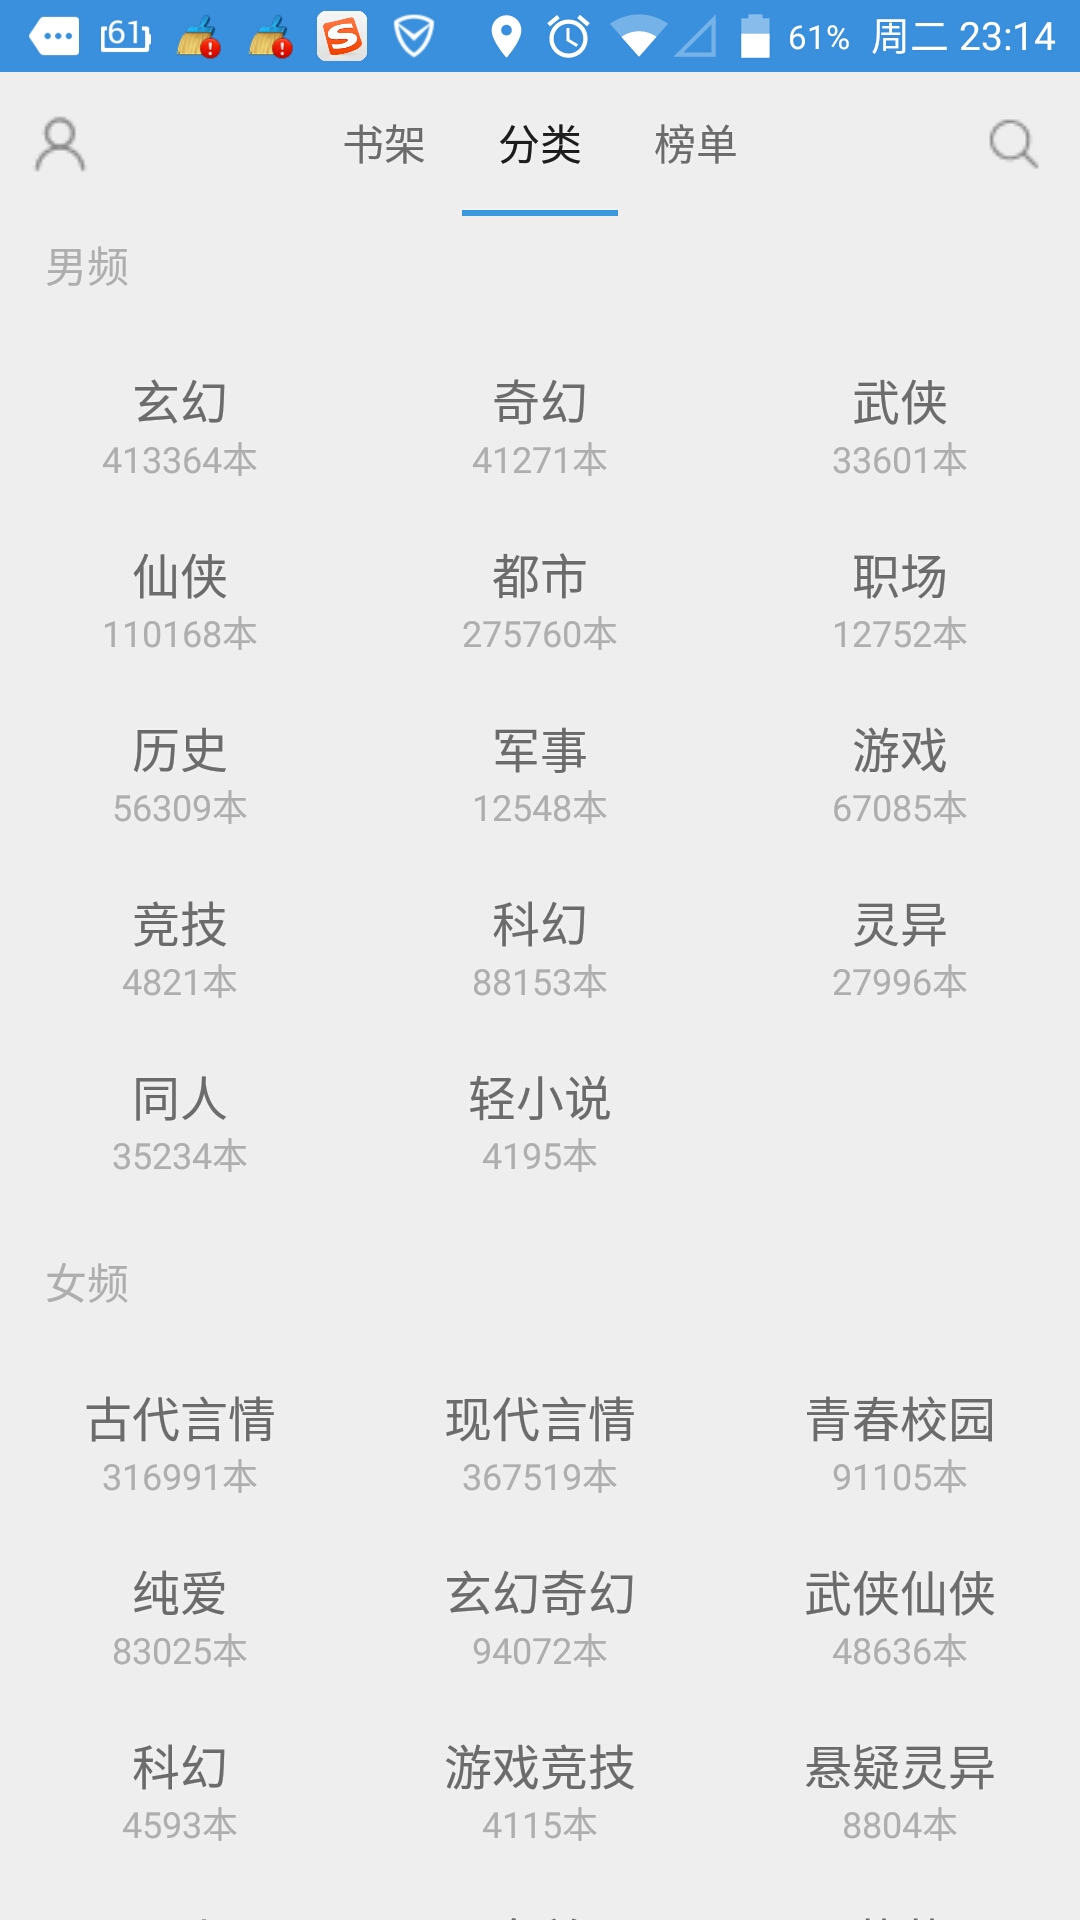 61 61% 周二 23:14
书架 分类 榜单
男频
玄幻 奇幻 武侠
413364本 41271本 33601本
仙侠 都市 职场
110168本 275760本 12752本
历史 军事 游戏
56309本 12548本 67085本
竞技 科幻 灵异
4821本 88153本 27996本
同人 轻小说
35234本 4195本
女频
古代言情 现代言情 青春校园
316991本 367519本 91105本
纯爱 玄幻奇幻 武侠仙侠
83025本 94072本 48636本
科幻 游戏竞技 悬疑灵异
4593本 4115本 8804本